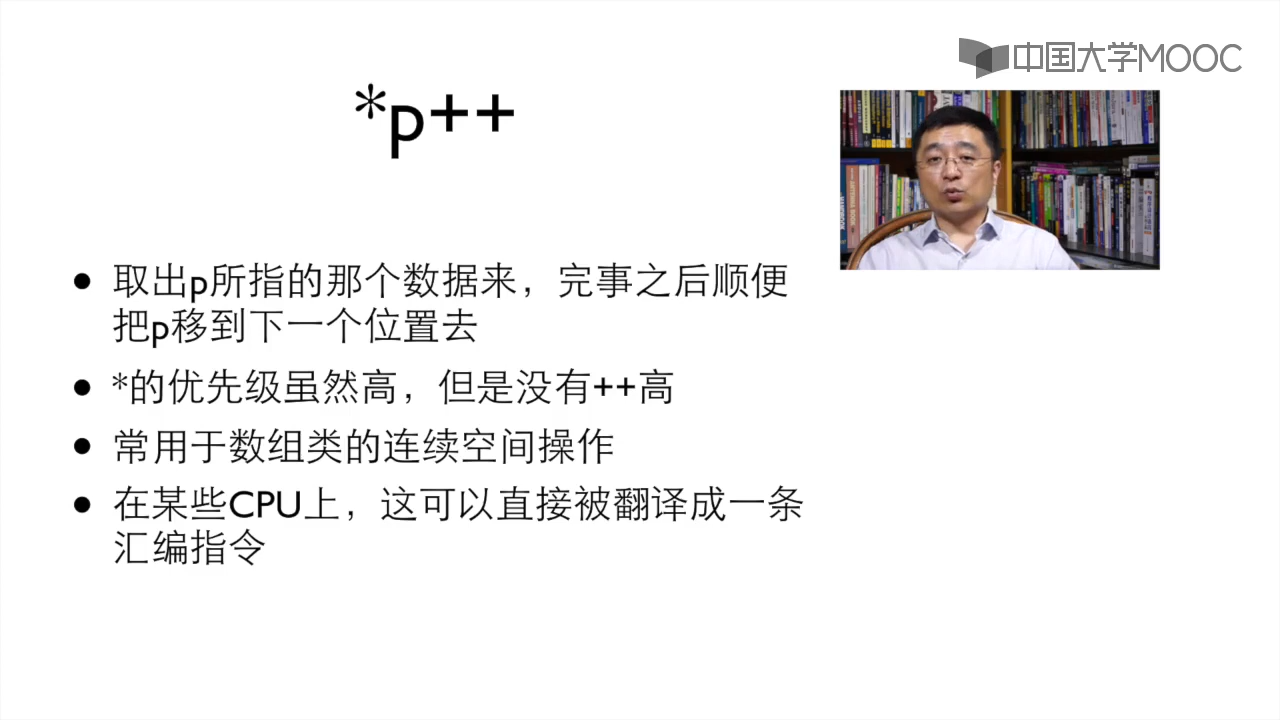 中国大学MOOC
*p++
● 取出p所指的那个数据来，完事之后顺便
把p移到下一个位置去
● *的优先级虽然高，但是没有++高
● 常用于数组类的连续空间操作
● 在某些CPU上，这可以直接被翻译成一条
汇编指令